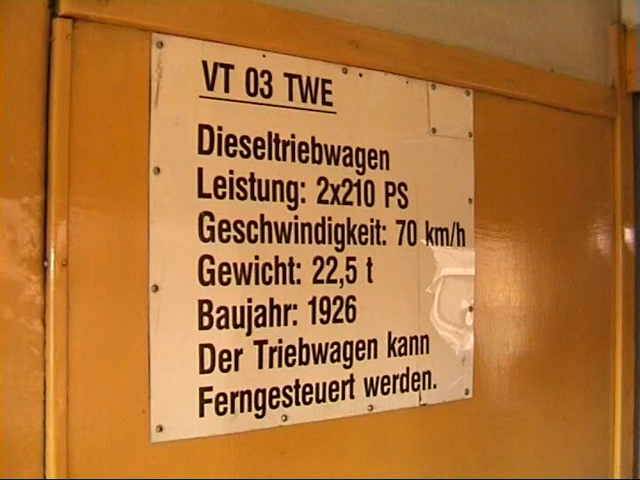 VT 03 TWE
Dieseltriebwagen
Leistung: 2x210 PS
Geschwindigkeit: 70 km/h
Gewicht: 22,5 t
Baujahr: 1926
Der Triebwagen kann
Ferngesteuert werden.